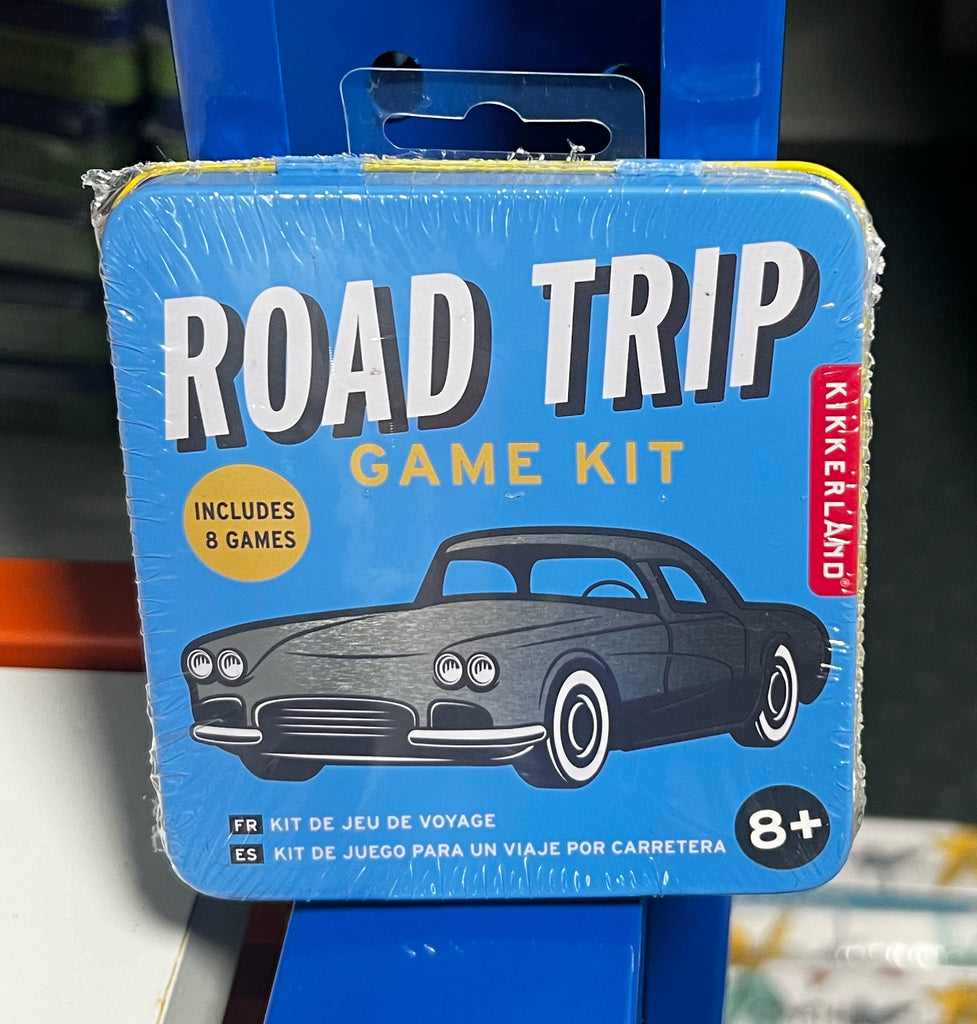 ROAD TRIP
GAME KIT
KIKKERLAND®
INCLUDES
8 GAMES
FR KIT DE JEU DE VOYAGE
ES KIT DE JUEGO PARA UN VIAJE POR CARRETERA
8+